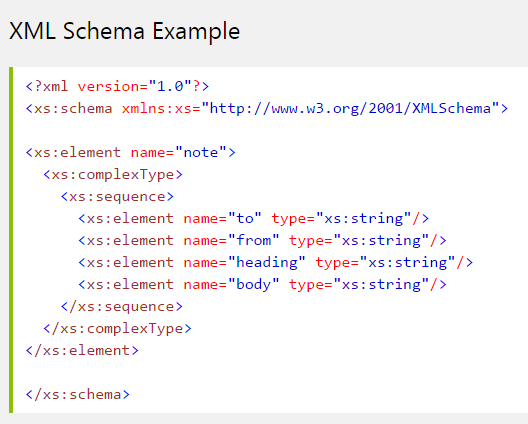 XML Schema Example
<?xml version="1.0"?>
<xs:schema xmlns:xs="http://www.w3.org/2001/XMLSchema">
<xs:element name="note">
<xs:complexType>
<xs:sequence>
<xs:element name="to" type="xs:string"/>
<xs:element name="from" type="xs:string"/>
<xs:element name="heading" type="xs:string"/>
<xs:element name="body" type="xs:string"/>
</xs:sequence>
</xs:complexType>
</xs:element>
</xs:schema>